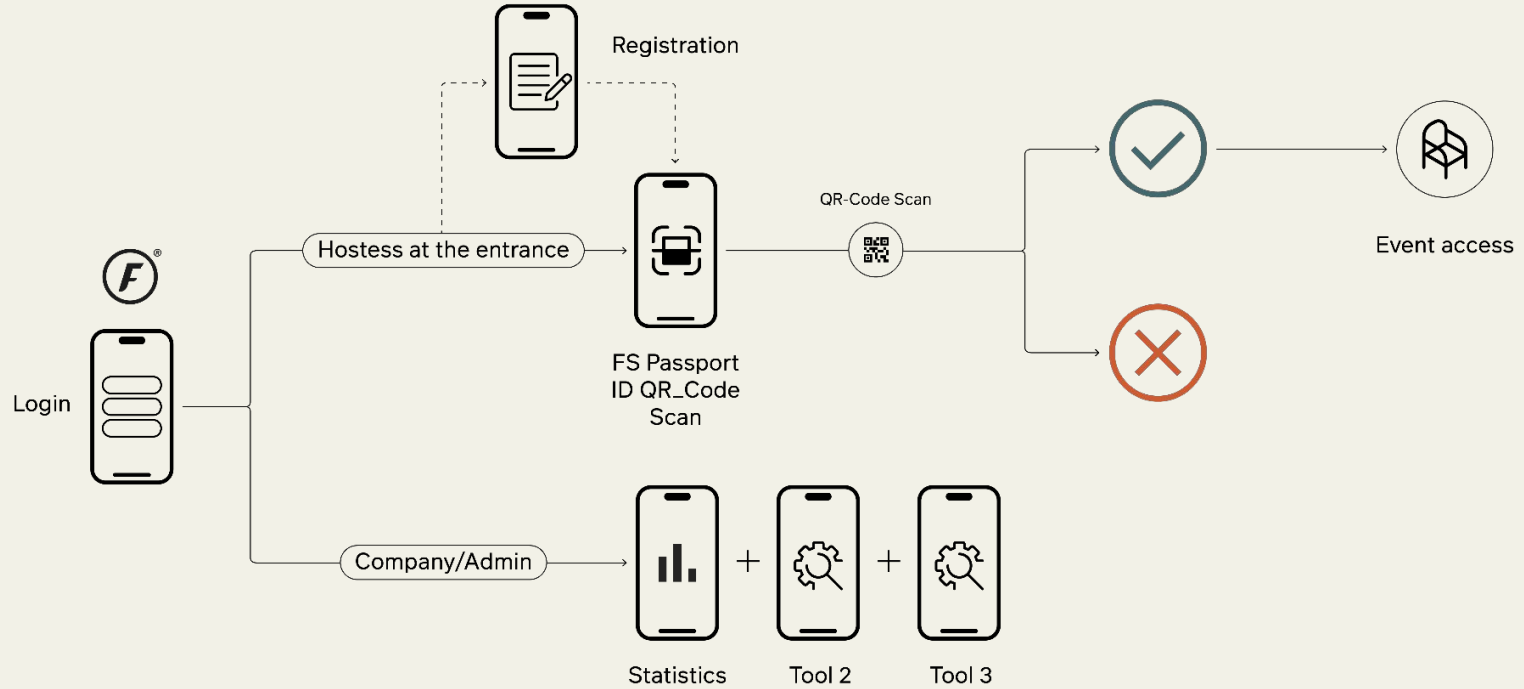 Registration
QR-Code Scan
Hostess at the entrance
Event access
F®
FS Passport
ID QR_Code
Scan
Login
Company/Admin
+
+
Statistics
Tool 2
Tool 3